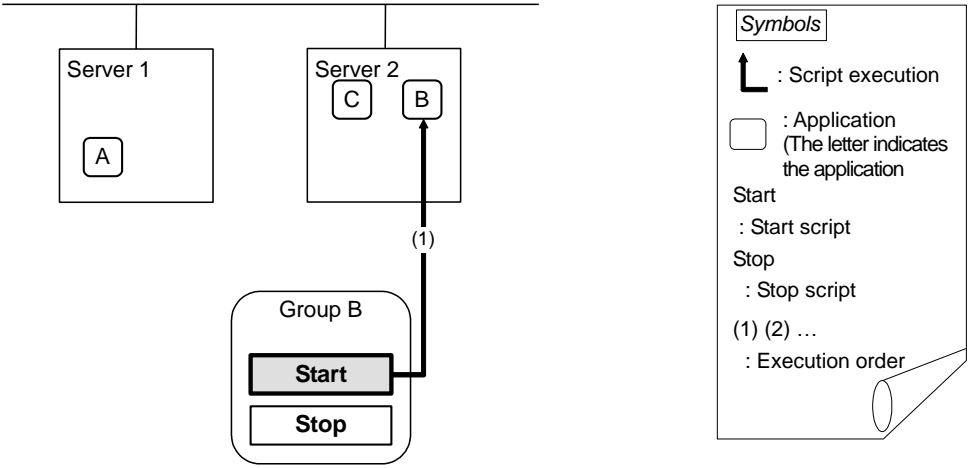 Server 1
A
Server 2
C
B
(1)
Group B
Start
Stop
Symbols
: Script execution
: Application
(The letter indicates
the application
Start
: Start script
Stop
: Stop script
(1) (2) …
: Execution order